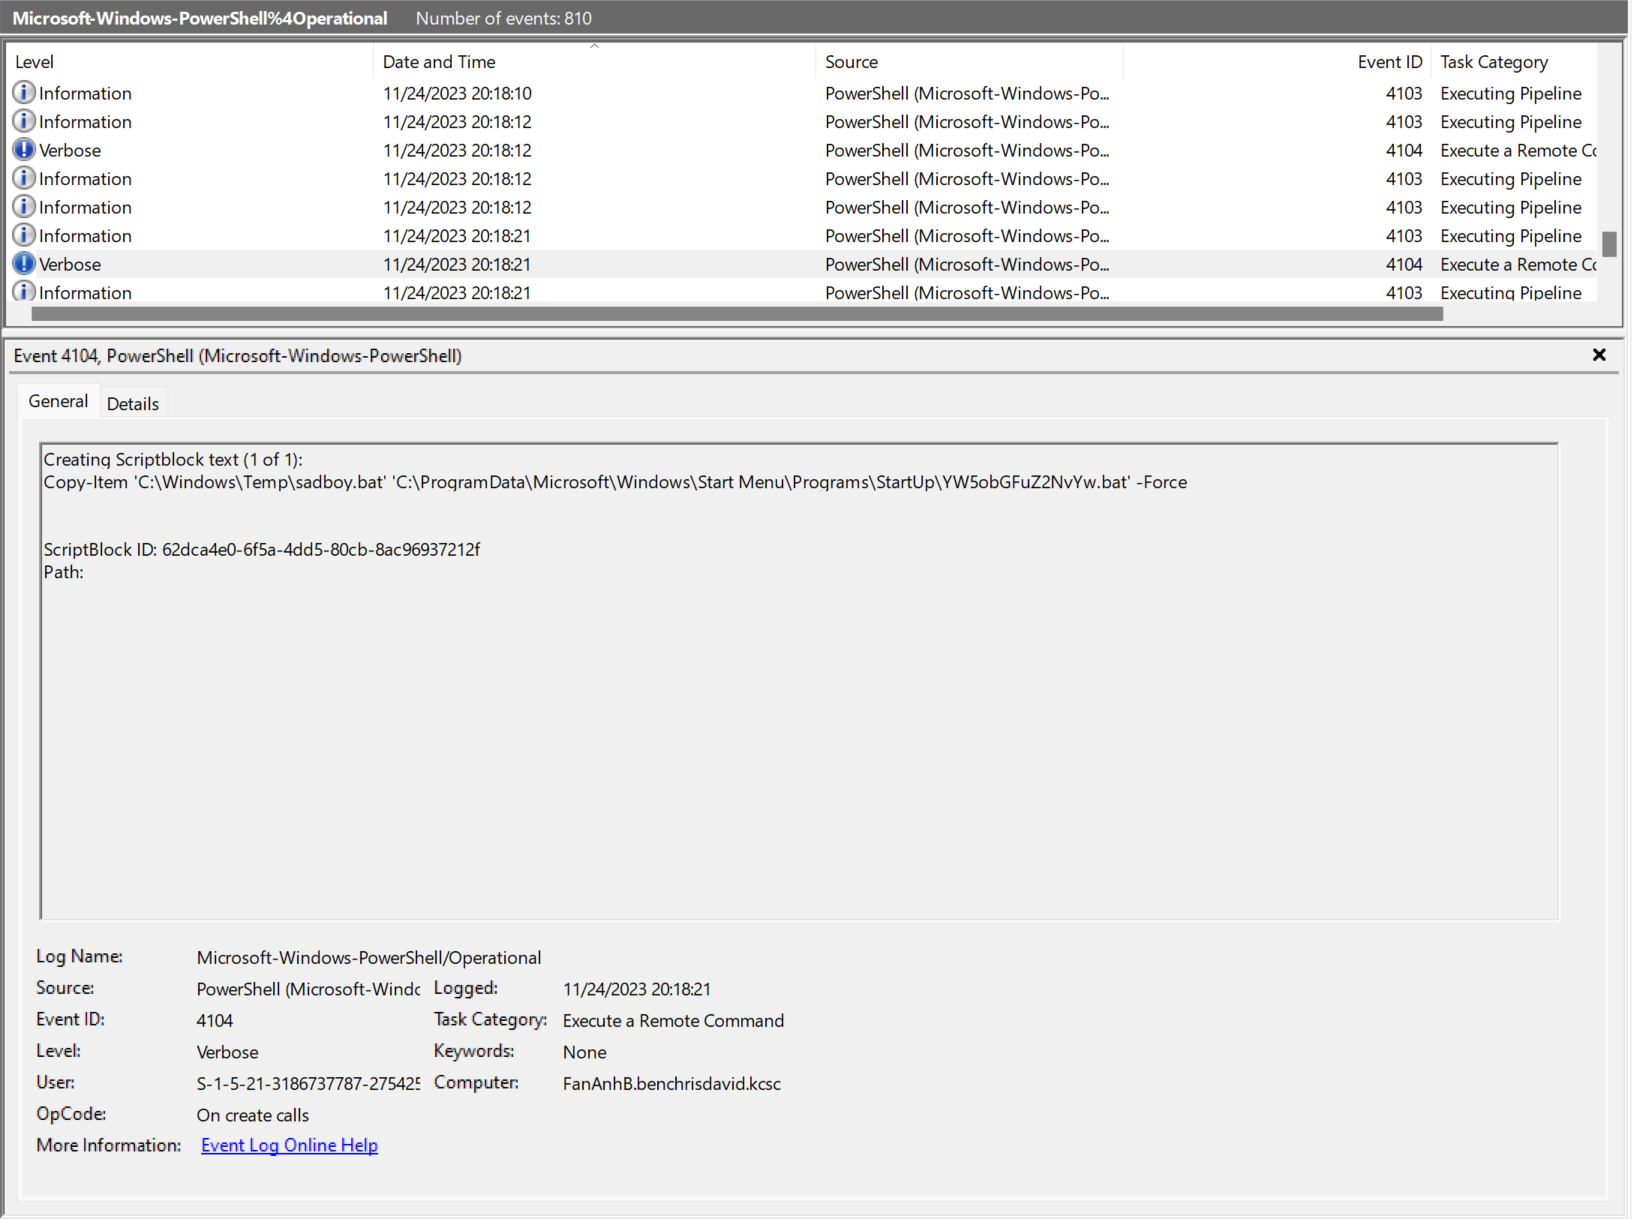 Microsoft-Windows-PowerShell%4Operational Number of events: 810
Level Date and Time Source Event ID Task Category
Information 11/24/2023 20:18:10 PowerShell (Microsoft-Windows-Po... 4103 Executing Pipeline
Information 11/24/2023 20:18:12 PowerShell (Microsoft-Windows-Po... 4103 Executing Pipeline
Verbose 11/24/2023 20:18:12 PowerShell (Microsoft-Windows-Po... 4104 Execute a Remote Co
Information 11/24/2023 20:18:12 PowerShell (Microsoft-Windows-Po... 4103 Executing Pipeline
Information 11/24/2023 20:18:12 PowerShell (Microsoft-Windows-Po... 4103 Executing Pipeline
Information 11/24/2023 20:18:21 PowerShell (Microsoft-Windows-Po... 4103 Executing Pipeline
Verbose 11/24/2023 20:18:21 PowerShell (Microsoft-Windows-Po... 4104 Execute a Remote Co
Information 11/24/2023 20:18:21 PowerShell (Microsoft-Windows-Po... 4103 Executing Pipeline
Event 4104, PowerShell (Microsoft-Windows-PowerShell)
General Details
Creating Scriptblock text (1 of 1):
Copy-Item 'C:\Windows\Temp\sadboy.bat' 'C:\ProgramData\Microsoft\Windows\Start Menu\Programs\StartUp\YW5obGFuZ2NvYw.bat' -Force
ScriptBlock ID: 62dca4e0-6f5a-4dd5-80cb-8ac96937212f
Path:
Log Name: Microsoft-Windows-PowerShell/Operational
Source: PowerShell (Microsoft-Windo Logged: 11/24/2023 20:18:21
Event ID: 4104 Task Category: Execute a Remote Command
Level: Verbose Keywords: None
User: S-1-5-21-3186737787-275425 Computer: FanAnhB.benchrisdavid.kcsc
OpCode: On create calls
More Information: Event Log Online Help